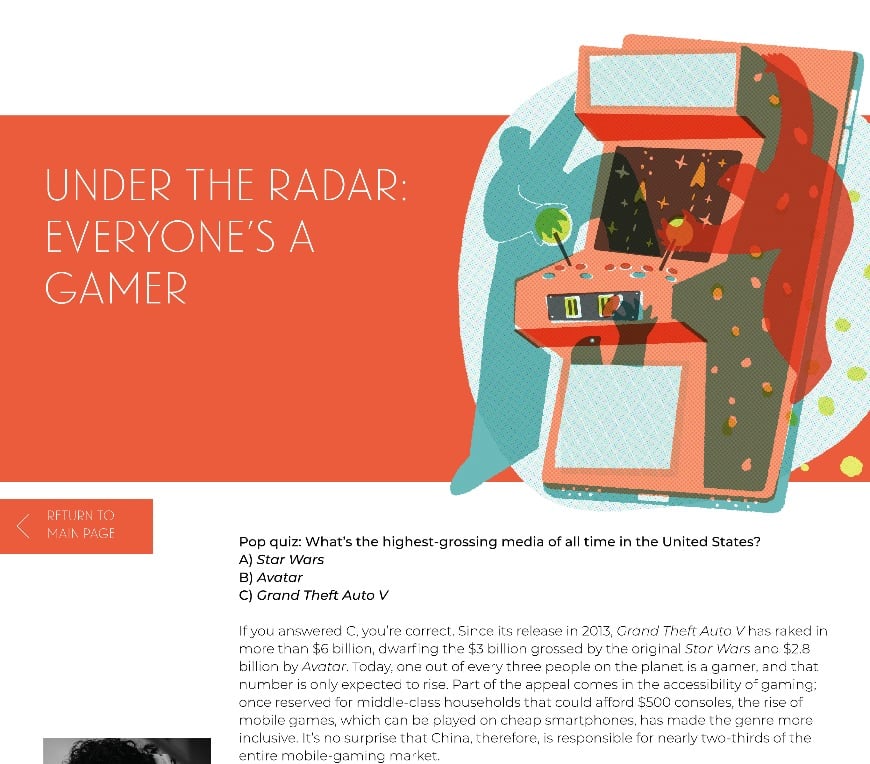 UNDER THE RADAR:
EVERYONE'S A
GAMER
RETURN TO
MAIN PAGE
Pop quiz: What's the highest-grossing media of all time in the United States?
A) Star Wars
B) Avatar
C) Grand Theft Auto V
If you answered C, you're correct. Since its release in 2013, Grand Theft Auto V has raked in
more than $6 billion, dwarfing the $3 billion grossed by the original Star Wars and $2.8
billion by Avatar. Today, one out of every three people on the planet is a gamer, and that
number is only expected to rise. Part of the appeal comes in the accessibility of gaming;
once reserved for middle-class households that could afford $500 consoles, the rise of
mobile games, which can be played on cheap smartphones, has made the genre more
inclusive. It's no surprise that China, therefore, is responsible for nearly two-thirds of the
entire mobile-gaming market.